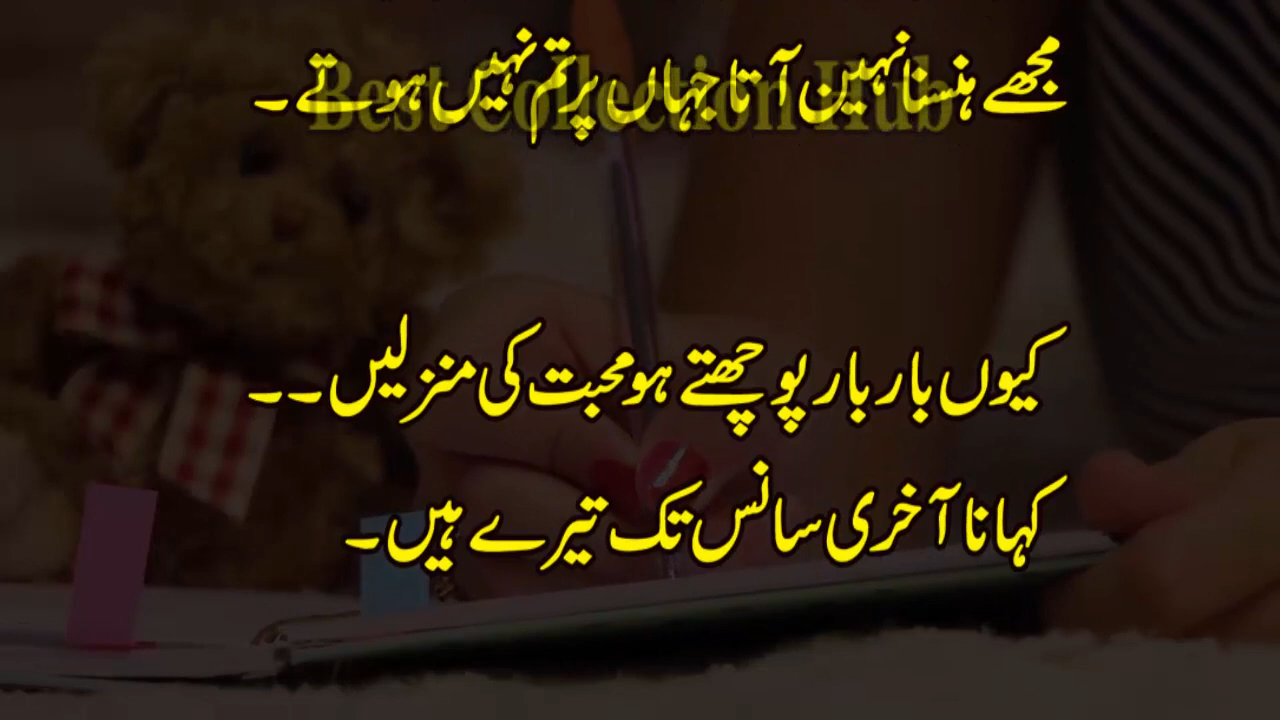 مجھے ہنسنا نہیں آتا جہاں پر تم نہیں ہوتے ۔
Best Collection Hub
کیوں بار بار پوچھتے ہو محبت کی منزلیں ۔۔
کہا نا آخری سانس تک تیرے ہیں ۔